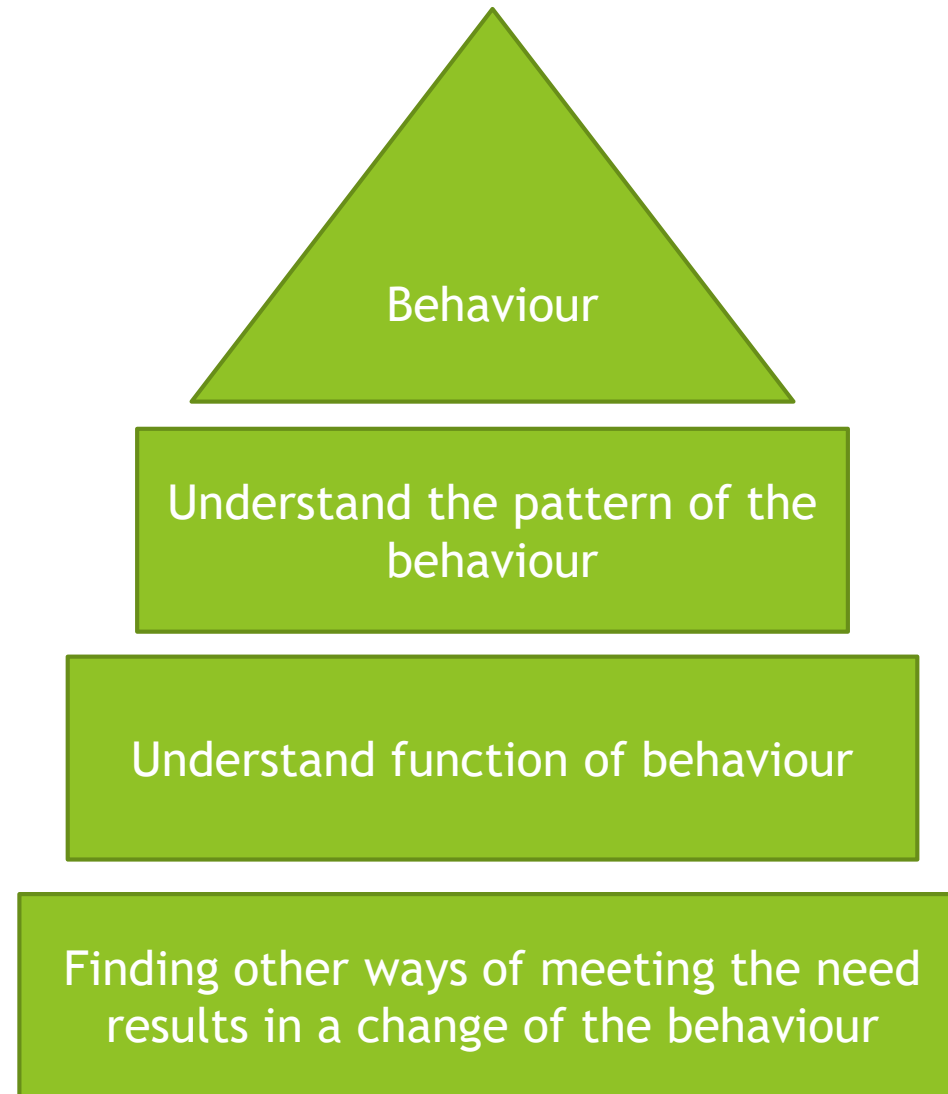 Behaviour
Understand the pattern of the
behaviour
Understand function of behaviour
Finding other ways of meeting the need
results in a change of the behaviour